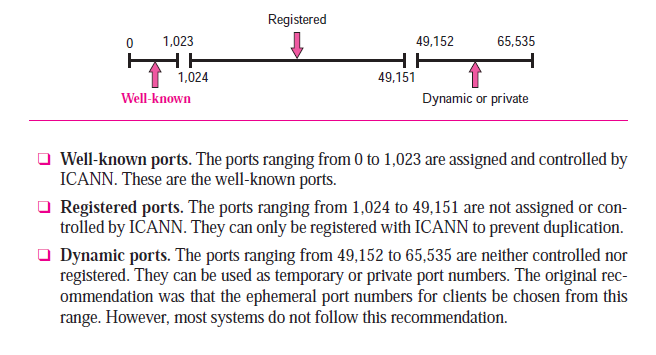 Registered
0 1,023 49,152 65,535
1,024 49,151
Well-known Dynamic or private
❑ Well-known ports. The ports ranging from 0 to 1,023 are assigned and controlled by
ICANN. These are the well-known ports.
❑ Registered ports. The ports ranging from 1,024 to 49,151 are not assigned or con-
trolled by ICANN. They can only be registered with ICANN to prevent duplication.
❑ Dynamic ports. The ports ranging from 49,152 to 65,535 are neither controlled nor
registered. They can be used as temporary or private port numbers. The original rec-
ommendation was that the ephemeral port numbers for clients be chosen from this
range. However, most systems do not follow this recommendation.